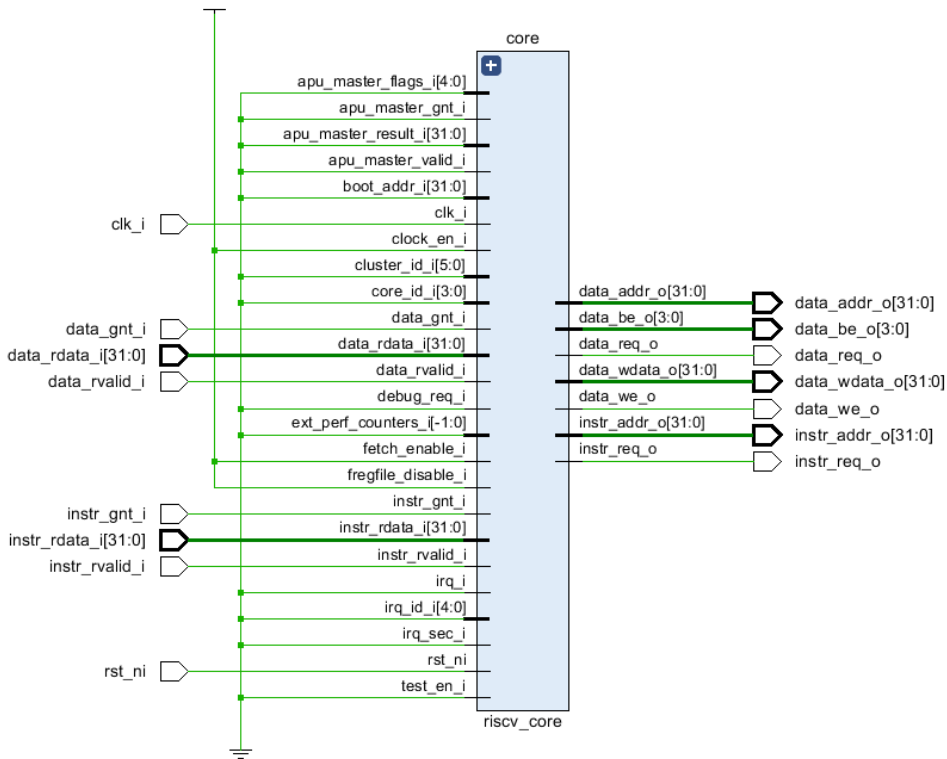 core
apu_master_flags_i[4:0]
apu_master_gnt_i
apu_master_result_i[31:0]
apu_master_valid_i
boot_addr_i[31:0]
clk_i
clk_i
clock_en_i
cluster_id_i[5:0]
core_id_i[3:0]
data_gnt_i
data_gnt_i
data_rdata_i[31:0]
data_rdata_i[31:0]
data_rvalid_i
data_rvalid_i
debug_req_i
ext_perf_counters_i[-1:0]
fetch_enable_i
fregfile_disable_i
instr_gnt_i
instr_gnt_i
instr_rdata_i[31:0]
instr_rdata_i[31:0]
instr_rvalid_i
instr_rvalid_i
irq_i
irq_id_i[4:0]
irq_sec_i
rst_ni
rst_ni
test_en_i
data_addr_o[31:0]
data_addr_o[31:0]
data_be_o[3:0]
data_be_o[3:0]
data_req_o
data_req_o
data_wdata_o[31:0]
data_wdata_o[31:0]
data_we_o
data_we_o
instr_addr_o[31:0]
instr_addr_o[31:0]
instr_req_o
instr_req_o
riscv_core